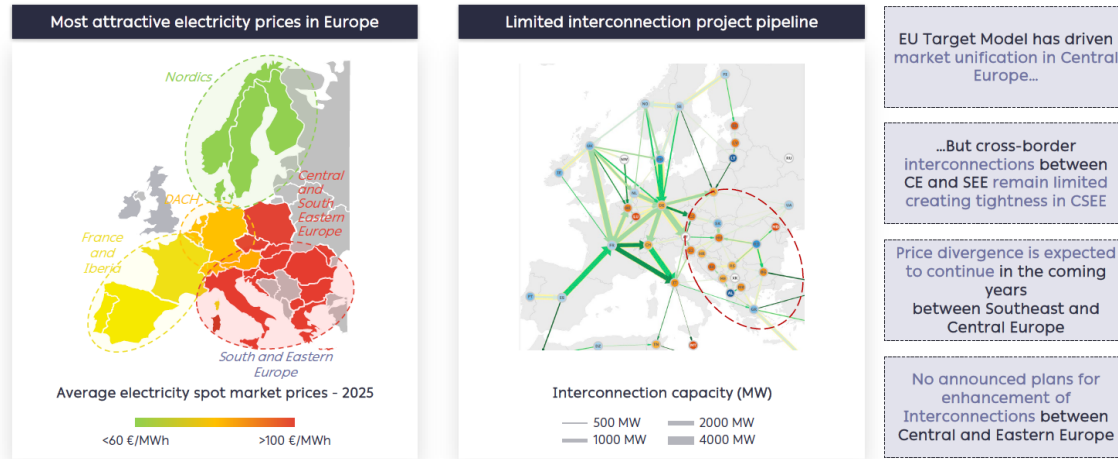 Most attractive electricity prices in Europe
Nordics
DACH
Central
and
South
Eastern
Europe
France
and
Iberia
South and Eastern
Europe
Average electricity spot market prices - 2025
<60 €/MWh
>100 €/MWh
Limited interconnection project pipeline
Interconnection capacity (MW)
500 MW
2000 MW
1000 MW
4000 MW
EU Target Model has driven
market unification in Central
Europe...
...But cross-border
interconnections between
CE and SEE remain limited
creating tightness in CSEE
Price divergence is expected
to continue in the coming
years
between Southeast and
Central Europe
No announced plans for
enhancement of
Interconnections between
Central and Eastern Europe